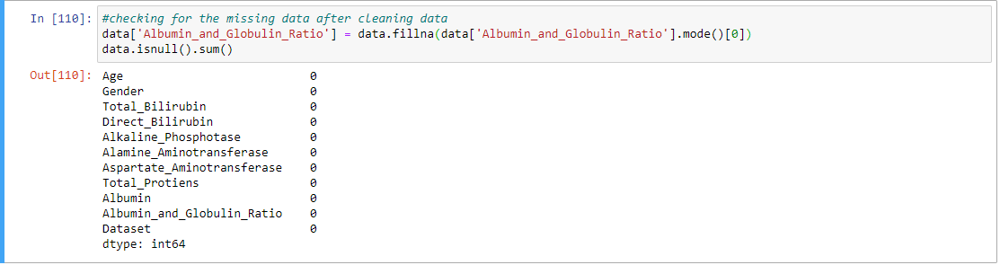 In [110]: #checking for the missing data after cleaning data
data['Albumin_and_Globulin_Ratio'] = data.fillna(data['Albumin_and_Globulin_Ratio'].mode()[0])
data.isnull().sum()
Out[110]: Age 0
Gender 0
Total_Bilirubin 0
Direct_Bilirubin 0
Alkaline_Phosphotase 0
Alamine_Aminotransferase 0
Aspartate_Aminotransferase 0
Total_Protiens 0
Albumin 0
Albumin_and_Globulin_Ratio 0
Dataset 0
dtype: int64